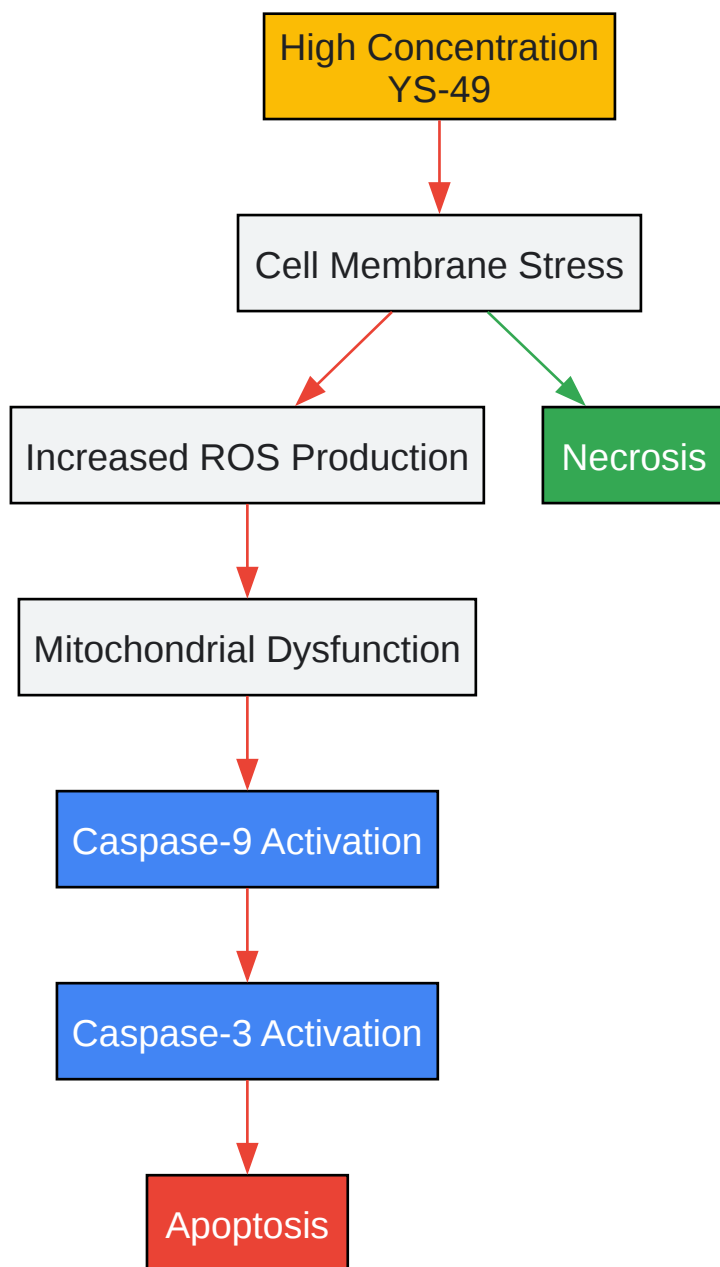 High Concentration
YS-49
Cell Membrane Stress
Increased ROS Production
Necrosis
Mitochondrial Dysfunction
Caspase-9 Activation
Caspase-3 Activation
Apoptosis